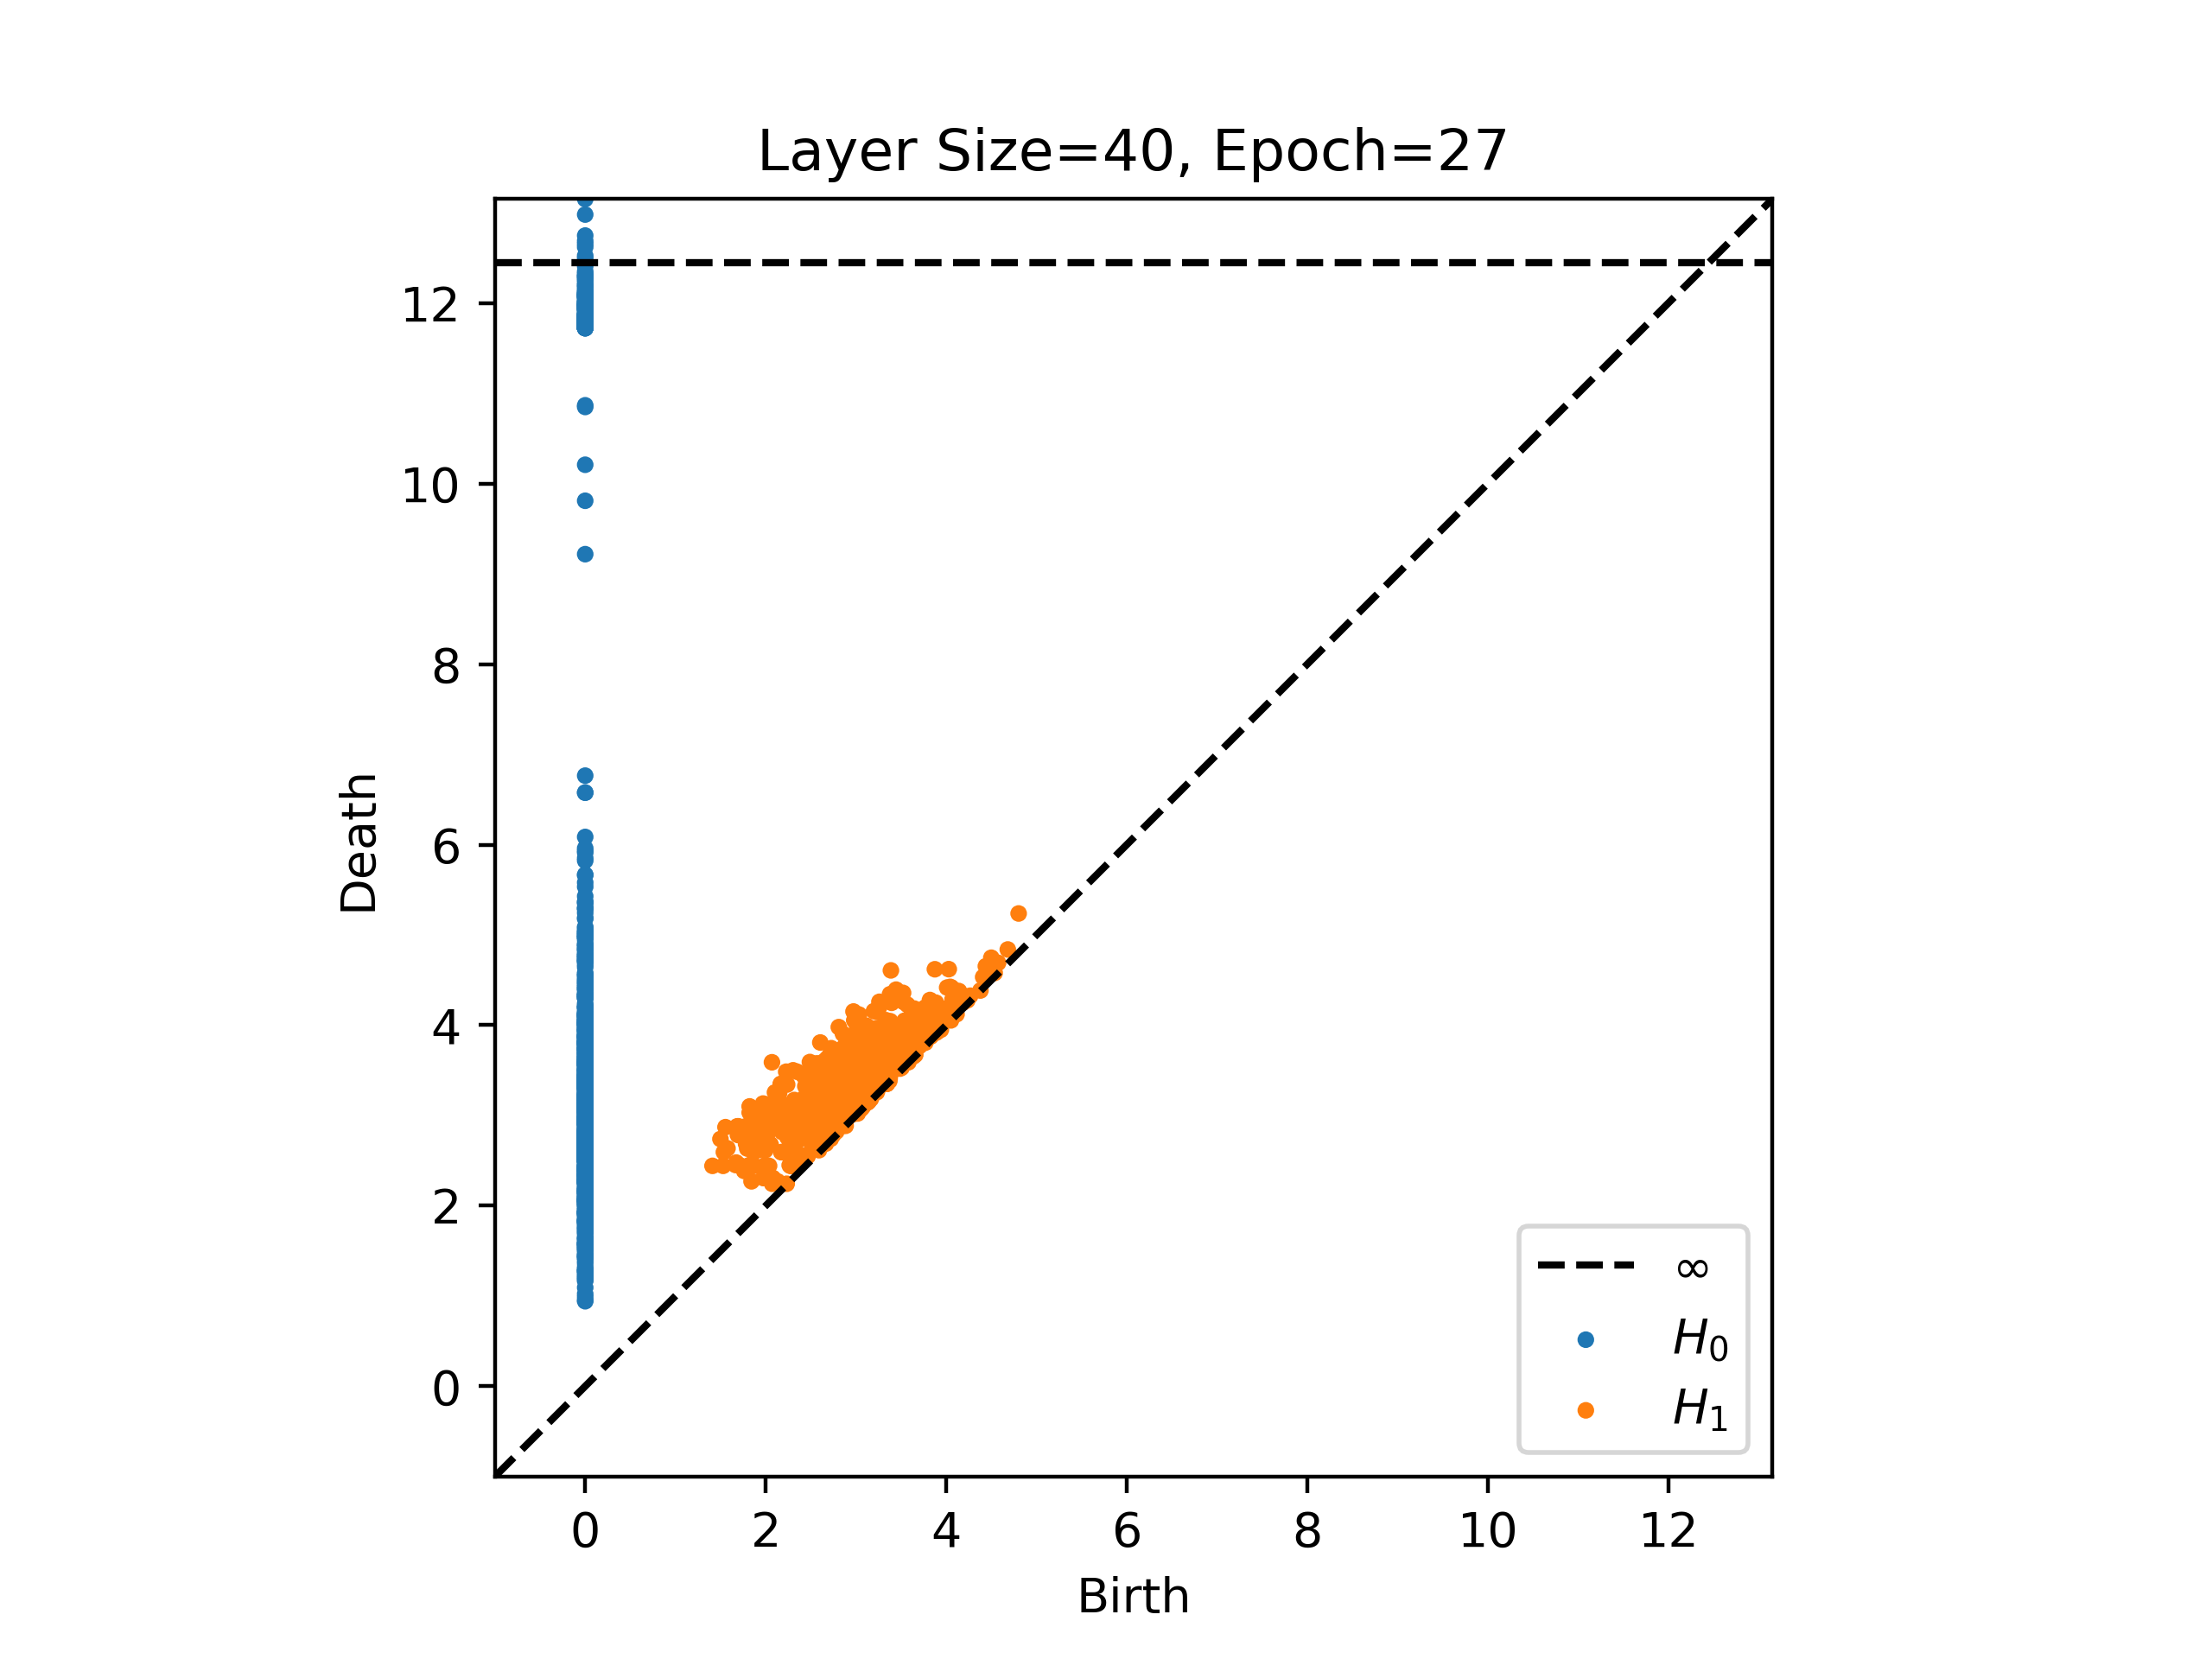 Layer Size=40, Epoch=27
12
10
8
6
4
2
0
Death
0 2 4 6 8 10 12
Birth
∞
H₀
H₁